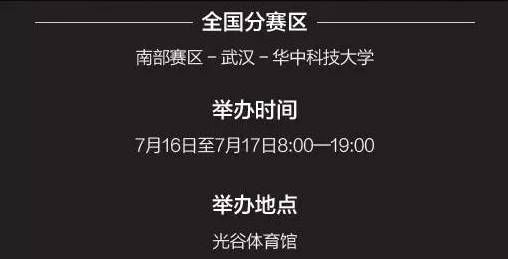 全国分赛区
南部赛区－武汉－华中科技大学
举办时间
7月16日至7月17日8:00—19:00
举办地点
光谷体育馆